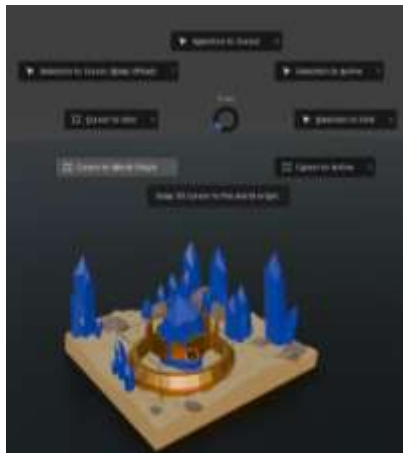 Selection to Cursor
Selection to Cursor (Keep Offset)
Selection to Active
Snap
Cursor to Grid
Selection to Grid
Cursor to World Origin
Cursor to Active
Snap 3D cursor to the world origin.